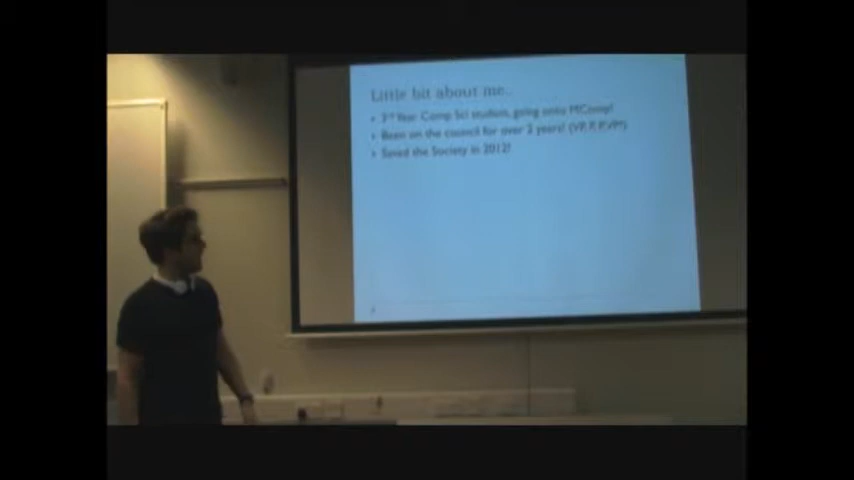 Little bit about me..
3rd Year Comp Sci student, going onto MComp!
Been on the council for over 2 years! (VP, P, P, VP!)
Saved the Society in 2012!